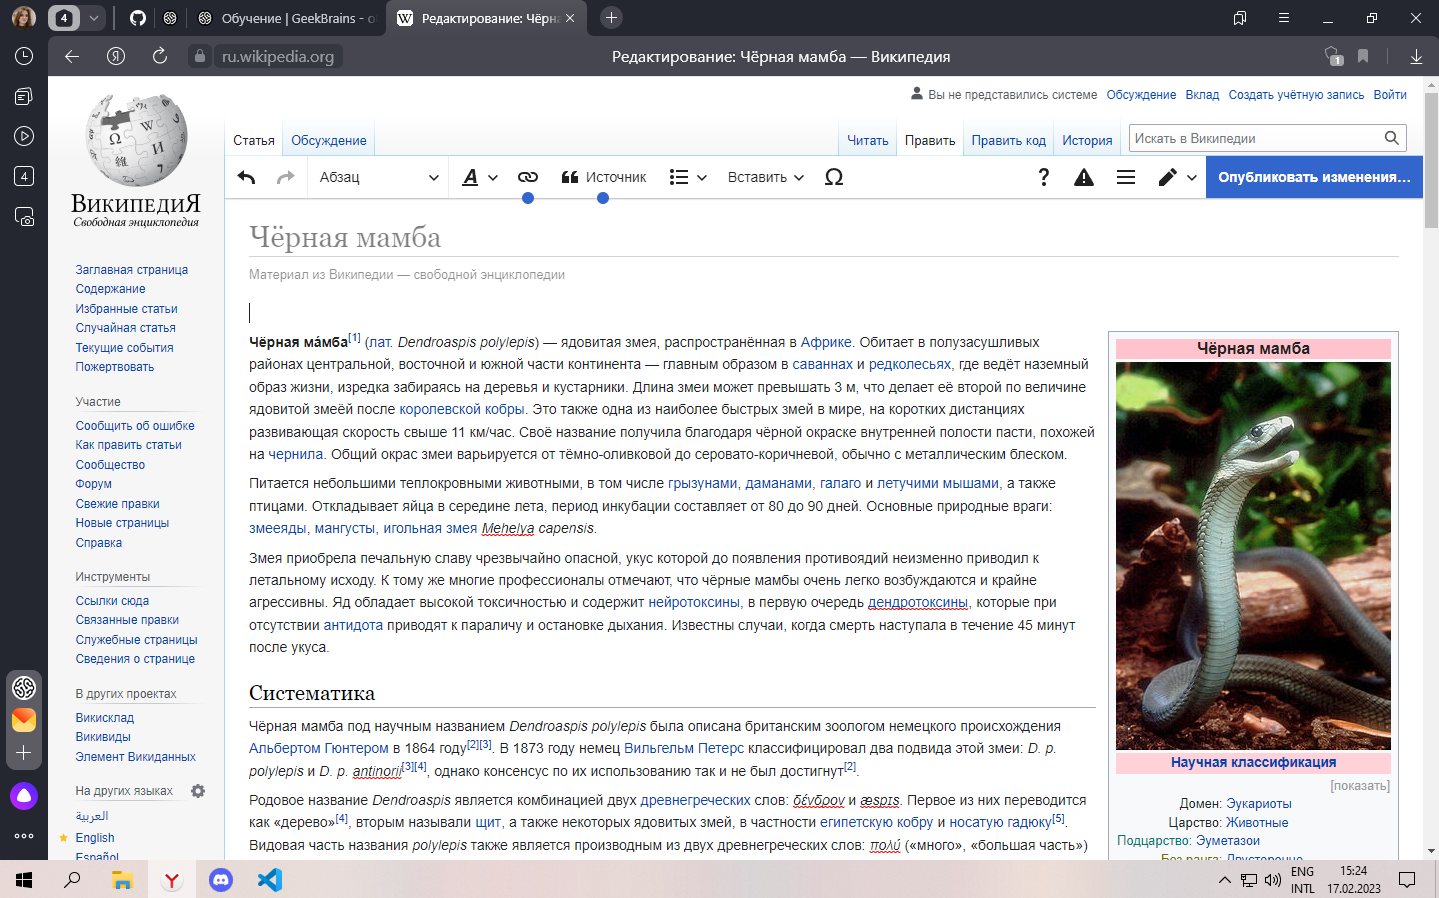 4
Обучение | GeekBrains - о
Редактирование: Чёрна
ru.wikipedia.org
Редактирование: Чёрная мамба — Википедия
1
4
ВикипедиЯ
Свободная энциклопедия
Заглавная страница
Содержание
Избранные статьи
Случайная статья
Текущие события
Пожертвовать
Участие
Сообщить об ошибке
Как править статьи
Сообщество
Форум
Свежие правки
Новые страницы
Справка
Инструменты
Ссылки сюда
Связанные правки
Служебные страницы
Сведения о странице
В других проектах
Викисклад
Викивиды
Элемент Викиданных
На других языках
العربية
English
Español
Вы не представились системе Обсуждение Вклад Создать учётную запись Войти
Статья Обсуждение Читать Править Править код История Искать в Википедии
Абзац A Источник Вставить Ω ? Опубликовать изменения…
Чёрная мамба
Материал из Википедии — свободной энциклопедии
Чёрная ма́мба[1] (лат. Dendroaspis polylepis) — ядовитая змея, распространённая в Африке. Обитает в полузасушливых
районах центральной, восточной и южной части континента — главным образом в саваннах и редколесьях, где ведёт наземный
образ жизни, изредка забираясь на деревья и кустарники. Длина змеи может превышать 3 м, что делает её второй по величине
ядовитой змеёй после королевской кобры. Это также одна из наиболее быстрых змей в мире, на коротких дистанциях
развивающая скорость свыше 11 км/час. Своё название получила благодаря чёрной окраске внутренней полости пасти, похожей
на чернила. Общий окрас змеи варьируется от тёмно-оливковой до серовато-коричневой, обычно с металлическим блеском.
Питается небольшими теплокровными животными, в том числе грызунами, даманами, галаго и летучими мышами, а также
птицами. Откладывает яйца в середине лета, период инкубации составляет от 80 до 90 дней. Основные природные враги:
змееяды, мангусты, игольная змея Mehelya capensis.
Змея приобрела печальную славу чрезвычайно опасной, укус которой до появления противоядий неизменно приводил к
летальному исходу. К тому же многие профессионалы отмечают, что чёрные мамбы очень легко возбуждаются и крайне
агрессивны. Яд обладает высокой токсичностью и содержит нейротоксины, в первую очередь дендротоксины, которые при
отсутствии антидота приводят к параличу и остановке дыхания. Известны случаи, когда смерть наступала в течение 45 минут
после укуса.
Систематика
Чёрная мамба под научным названием Dendroaspis polylepis была описана британским зоологом немецкого происхождения
Альбертом Гюнтером в 1864 году[2][3]. В 1873 году немец Вильгельм Петерс классифицировал два подвида этой змеи: D. p.
polylepis и D. p. antinorii[3][4], однако консенсус по их использованию так и не был достигнут[2].
Родовое название Dendroaspis является комбинацией двух древнегреческих слов: δένδρον и æspɪs. Первое из них переводится
как «дерево»[4], вторым называли щит, а также некоторых ядовитых змей, в частности египетскую кобру и носатую гадюку[5].
Видовая часть названия polylepis также является производным из двух древнегреческих слов: πολύ («много», «большая часть»)
Чёрная мамба
Научная классификация
[показать]
Домен: Эукариоты
Царство: Животные
Подцарство: Эуметазои
Без ранга: Двусторонне-
ENG
INTL
15:24
17.02.2023